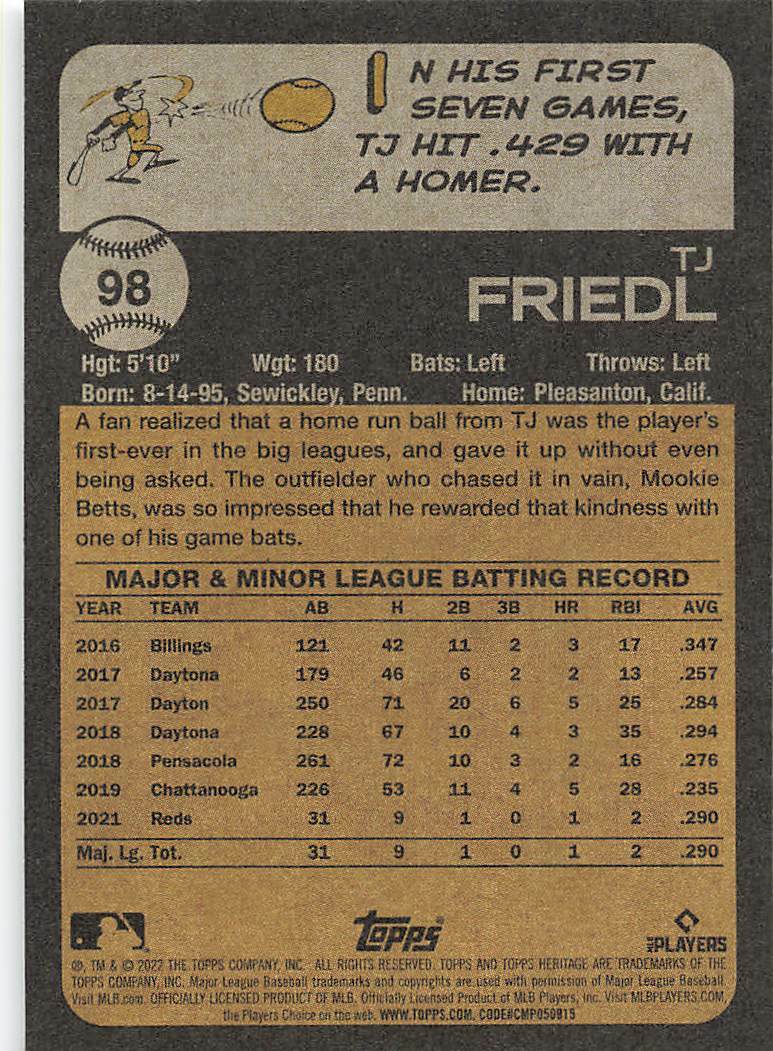 IN HIS FIRST
SEVEN GAMES,
TJ HIT .429 WITH
A HOMER.
98
TJ
FRIEDL
Hgt: 5'10" Wgt: 180 Bats: Left Throws: Left
Born: 8-14-95, Sewickley, Penn. Home: Pleasanton, Calif.
A fan realized that a home run ball from TJ was the player's
first-ever in the big leagues, and gave it up without even
being asked. The outfielder who chased it in vain, Mookie
Betts, was so impressed that he rewarded that kindness with
one of his game bats.
MAJOR & MINOR LEAGUE BATTING RECORD
YEAR TEAM AB H 2B 3B HR RBI AVG
2016 Billings 121 42 11 2 3 17 .347
2017 Daytona 179 46 6 2 2 13 .257
2017 Dayton 250 71 20 6 5 25 .284
2018 Daytona 228 67 10 4 3 35 .294
2018 Pensacola 261 72 10 3 2 16 .276
2019 Chattanooga 226 53 11 4 5 28 .235
2021 Reds 31 9 1 0 1 2 .290
Maj. Lg. Tot. 31 9 1 0 1 2 .290
Topps
MLB PLAYERS
®, TM & © 2022 THE TOPPS COMPANY, INC. ALL RIGHTS RESERVED. TOPPS AND TOPPS HERITAGE ARE TRADEMARKS OF THE
TOPPS COMPANY, INC. Major League Baseball trademarks and copyrights are used with permission of Major League Baseball.
Visit MLB.com. OFFICIALLY LICENSED PRODUCT OF MLB. Officially Licensed Product of MLB Players, Inc. Visit MLBPLAYERS.COM,
the Players Choice on the web. WWW.TOPPS.COM. CODE#CMP050915